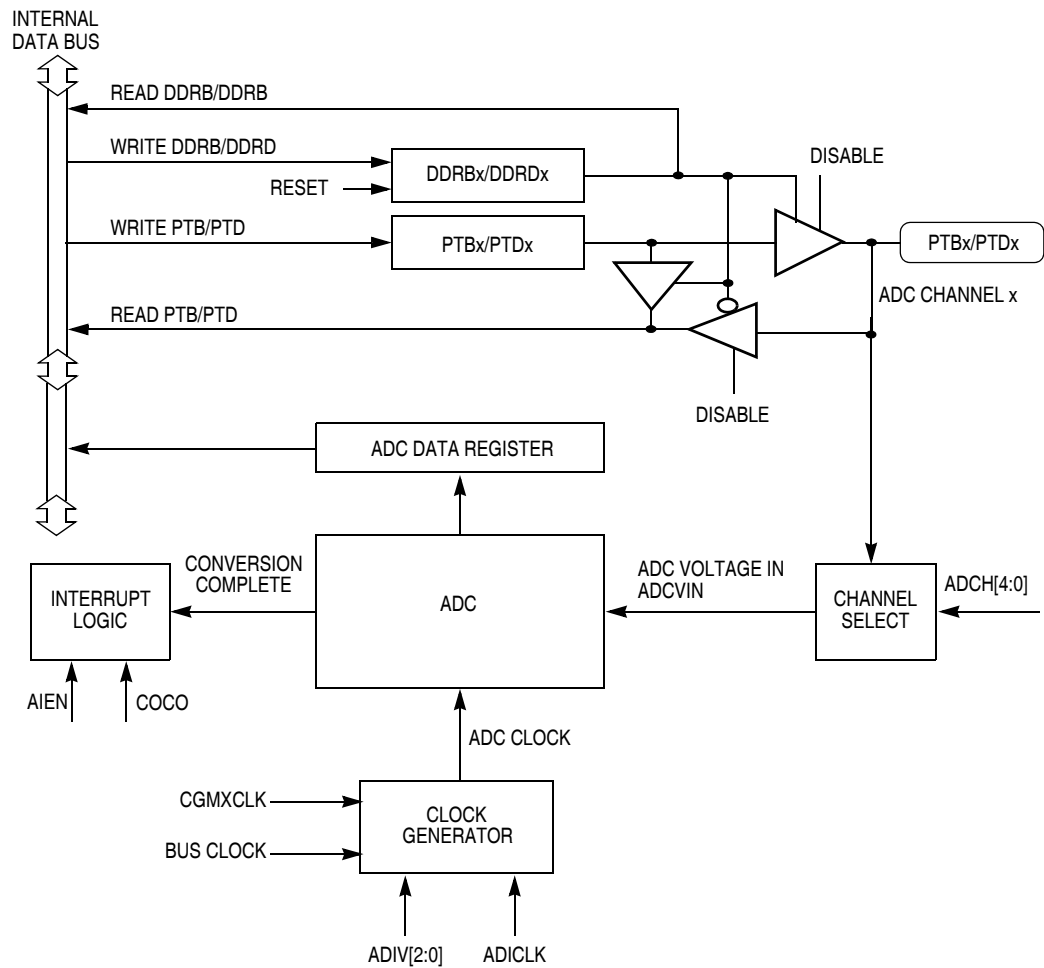 INTERNAL
DATA BUS
READ DDRB/DDRB
WRITE DDRB/DDRD
RESET
DDRBx/DDRDx
DISABLE
WRITE PTB/PTD
PTBx/PTDx
PTBx/PTDx
ADC CHANNEL x
READ PTB/PTD
DISABLE
ADC DATA REGISTER
CONVERSION
COMPLETE
INTERRUPT
LOGIC
ADC
ADC VOLTAGE IN
ADCVIN
CHANNEL
SELECT
ADCH[4:0]
AIEN
COCO
ADC CLOCK
CGMXCLK
BUS CLOCK
CLOCK
GENERATOR
ADIV[2:0]
ADICLK